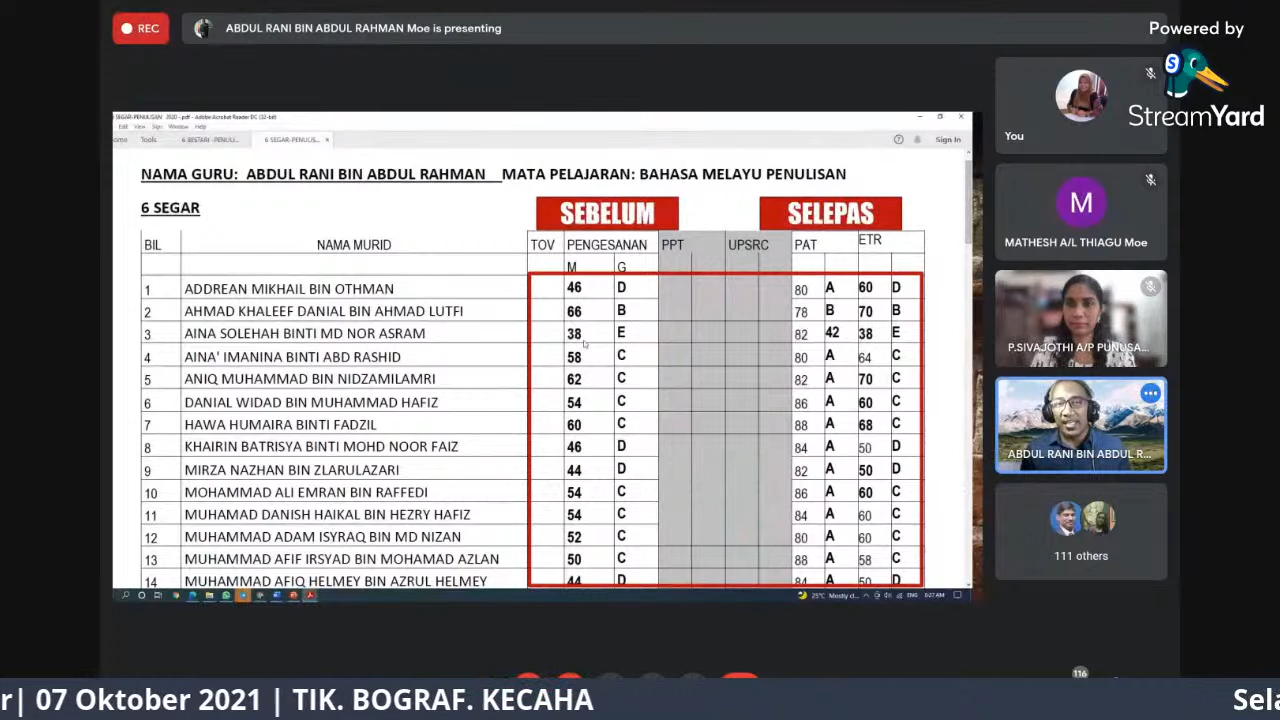 REC
ABDUL RANI BIN ABDUL RAHMAN Moe is presenting
Powered by
StreamYard
6 SEGAR-PENULISAN 2020 -.pdf - Adobe Acrobat Reader DC (32-bit)
Edit View Sign Window Help
ome Tools 6 BESTARI -PENULI... 6 SEGAR-PENULIS... × Sign In
NAMA GURU: ABDUL RANI BIN ABDUL RAHMAN MATA PELAJARAN: BAHASA MELAYU PENULISAN
6 SEGAR
SEBELUM SELEPAS
BIL NAMA MURID TOV PENGESANAN PPT UPSRC PAT ETR
M G
1 ADDREAN MIKHAIL BIN OTHMAN 46 D 80 A 60 D
2 AHMAD KHALEEF DANIAL BIN AHMAD LUTFI 66 B 78 B 70 B
3 AINA SOLEHAH BINTI MD NOR ASRAM 38 E 82 42 38 E
4 AINA' IMANINA BINTI ABD RASHID 58 C 80 A 64 C
5 ANIQ MUHAMMAD BIN NIDZAMILAMRI 62 C 82 A 70 C
6 DANIAL WIDAD BIN MUHAMMAD HAFIZ 54 C 86 A 60 C
7 HAWA HUMAIRA BINTI FADZIL 60 C 88 A 68 C
8 KHAIRIN BATRISYA BINTI MOHD NOOR FAIZ 46 D 84 A 50 D
9 MIRZA NAZHAN BIN ZLARULAZARI 44 D 82 A 50 D
10 MOHAMMAD ALI EMRAN BIN RAFFEDI 54 C 86 A 60 C
11 MUHAMAD DANISH HAIKAL BIN HEZRY HAFIZ 54 C 84 A 60 C
12 MUHAMMAD ADAM ISYRAQ BIN MD NIZAN 52 C 80 A 60 C
13 MUHAMMAD AFIF IRSYAD BIN MOHAMAD AZLAN 50 C 88 A 58 C
14 MUHAMMAD AFIQ HELMEY BIN AZRUL HELMEY 44 D 84 A 50 D
25°C Mostly cl... ENG 6:27 AM
You
M
MATHESH A/L THIAGU Moe
P.SIVAJOTHI A/P PUNUSA...
ABDUL RANI BIN ABDUL R...
111 others
116
r| 07 Oktober 2021 | TIK. BOGRAF. KECAHA
Sela